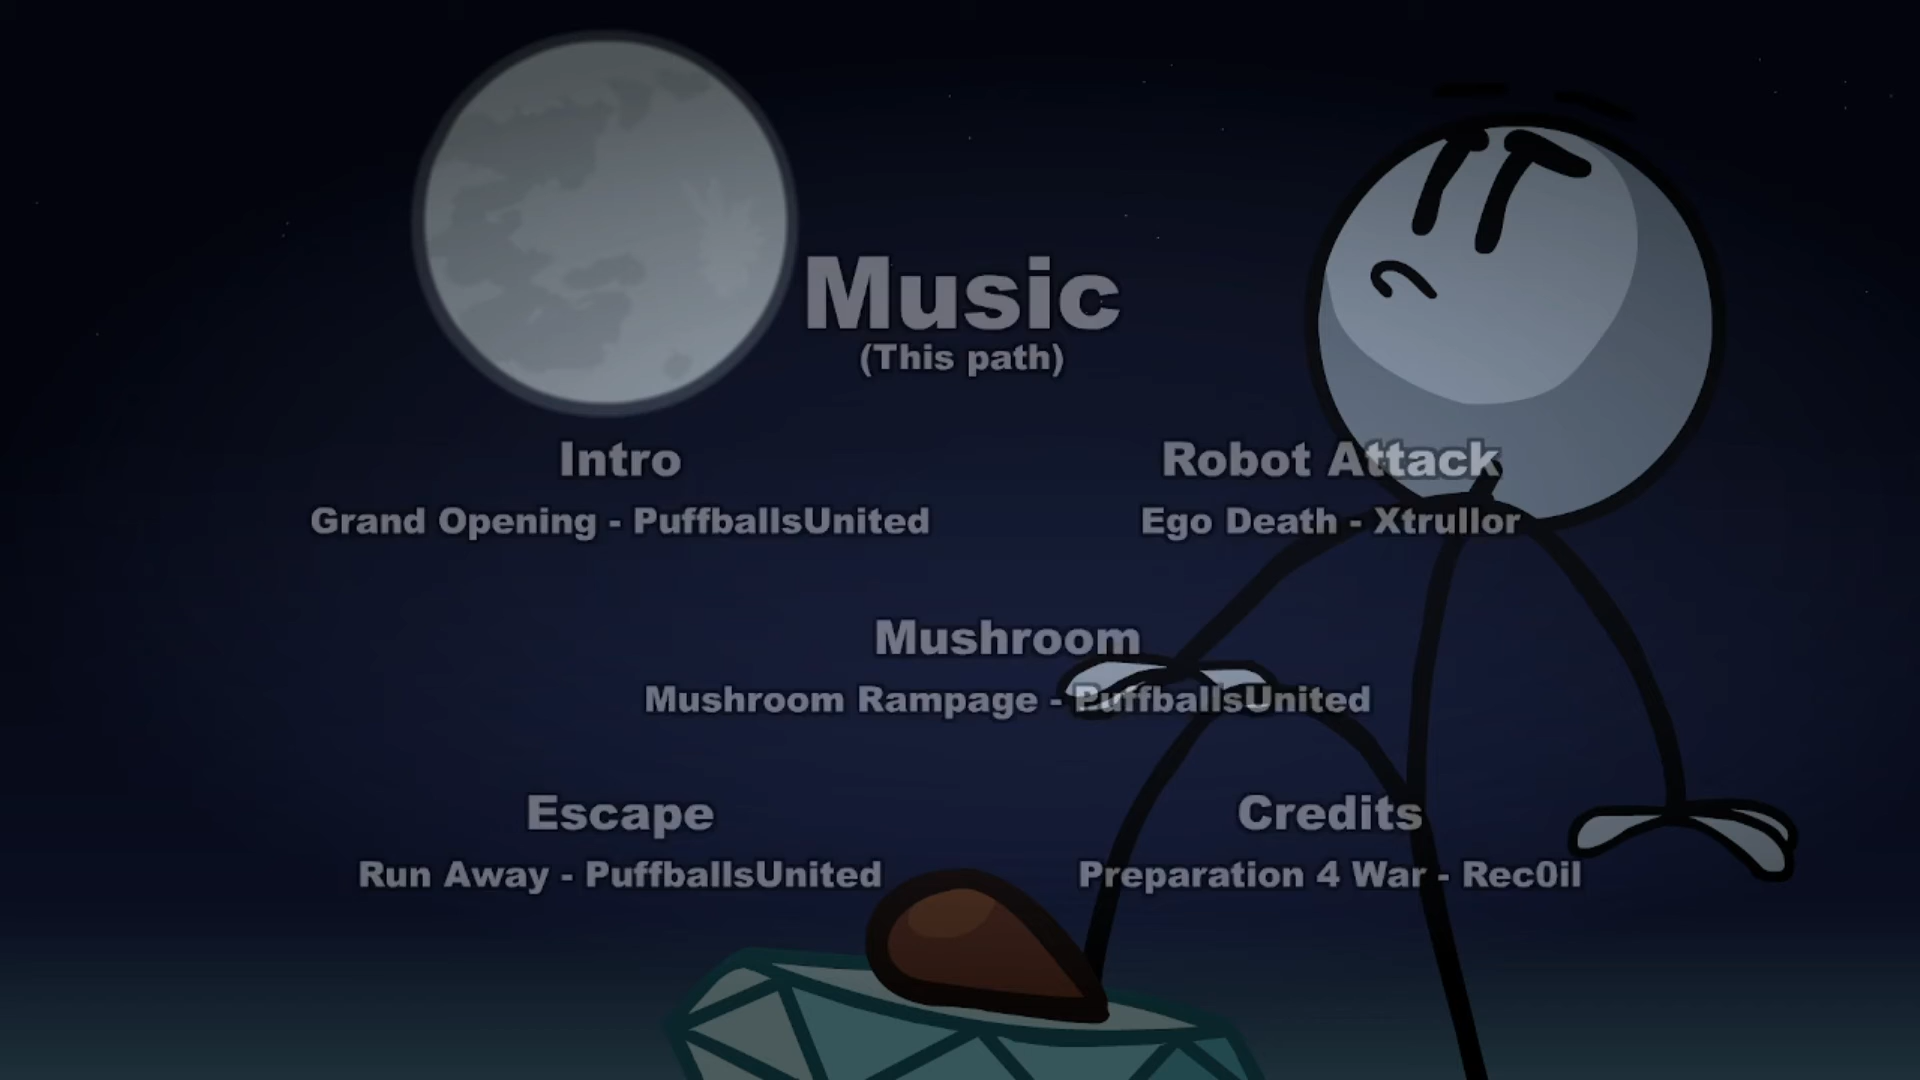 Music
(This path)
Intro
Grand Opening - PuffballsUnited
Robot Attack
Ego Death - Xtrullor
Mushroom
Mushroom Rampage - PuffballsUnited
Escape
Run Away - PuffballsUnited
Credits
Preparation 4 War - Rec0il